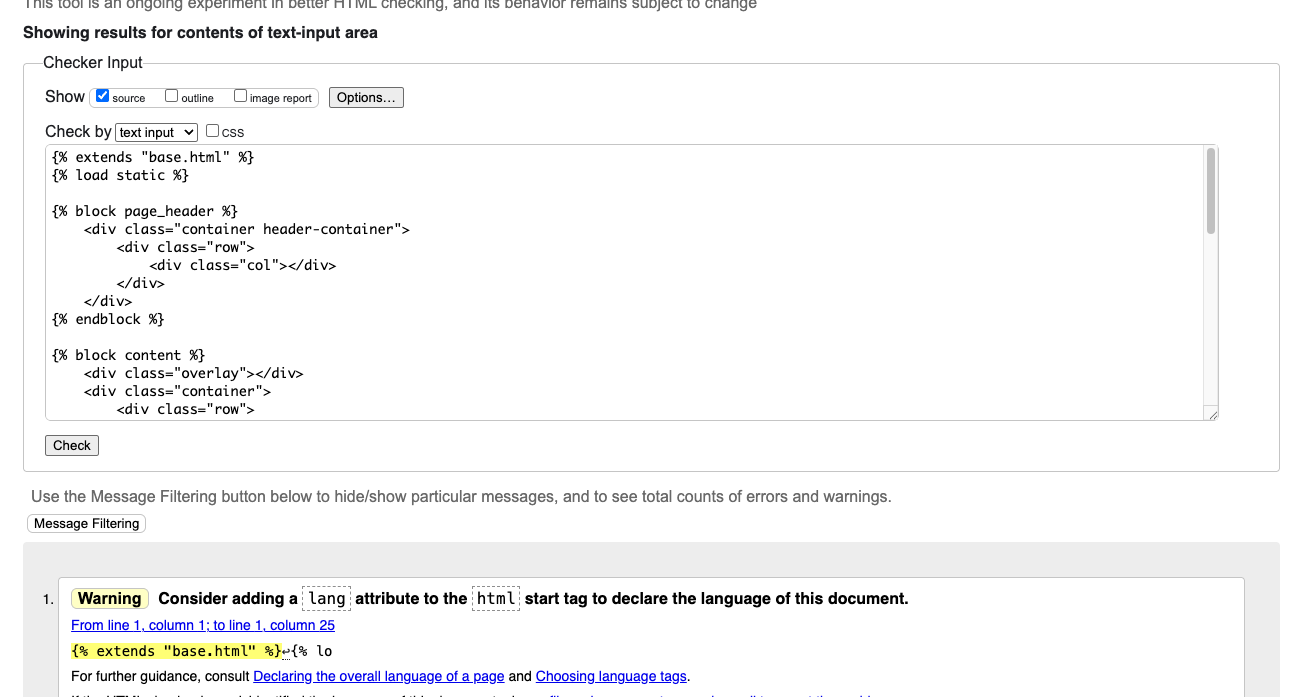 This tool is an ongoing experiment in better HTML checking, and its behavior remains subject to change
Showing results for contents of text-input area
Checker Input
Show source outline image report Options...
Check by text input css
{% extends "base.html" %}
{% load static %}
{% block page_header %}
<div class="container header-container">
<div class="row">
<div class="col"></div>
</div>
</div>
{% endblock %}
{% block content %}
<div class="overlay"></div>
<div class="container">
<div class="row">
Check
Use the Message Filtering button below to hide/show particular messages, and to see total counts of errors and warnings.
Message Filtering
1. Warning Consider adding a lang attribute to the html start tag to declare the language of this document.
From line 1, column 1; to line 1, column 25
{% extends "base.html" %}↩{% lo
For further guidance, consult Declaring the overall language of a page and Choosing language tags.